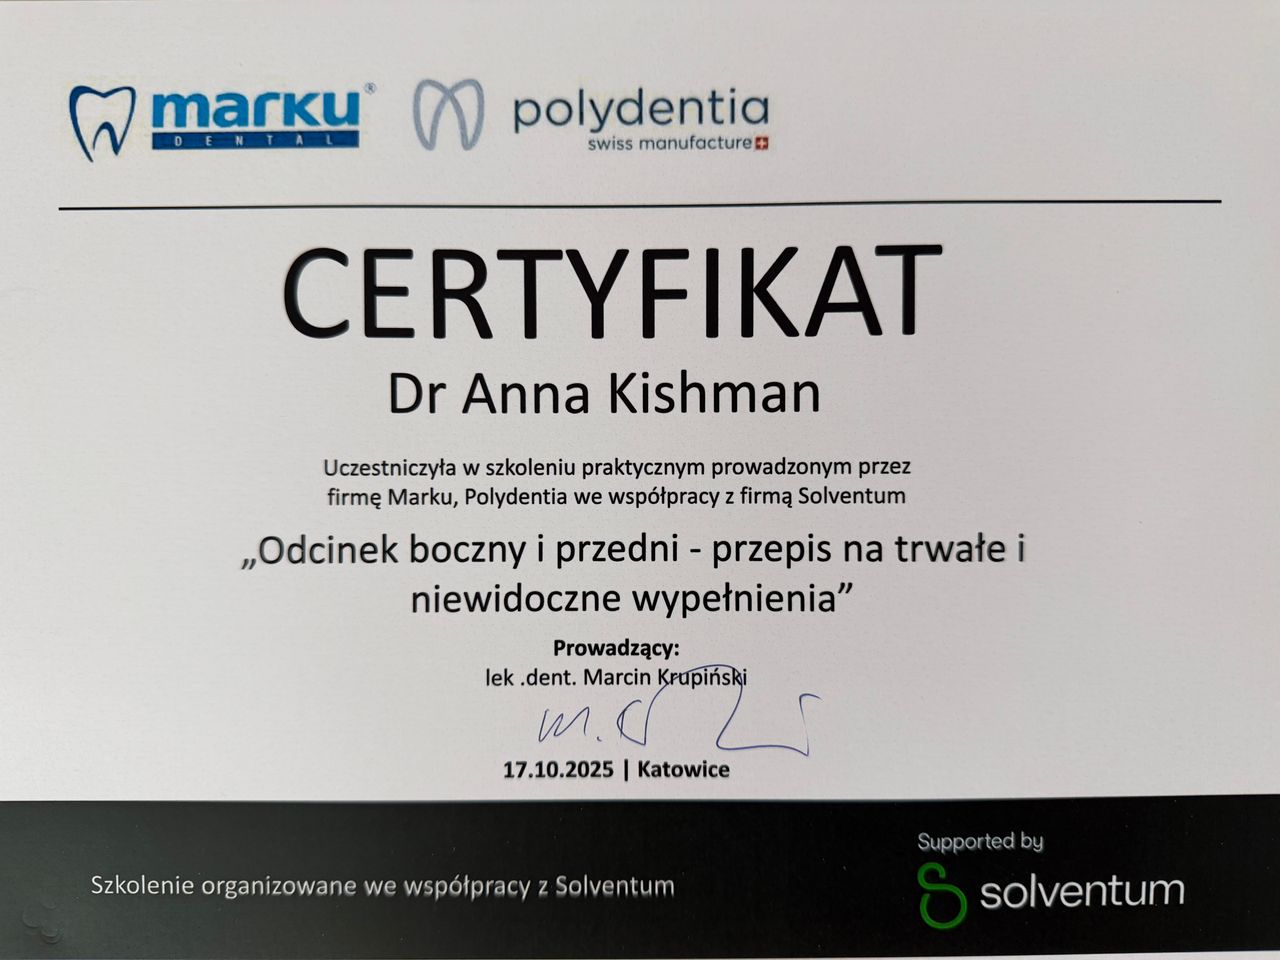 marku®
DENTAL
polydentia
swiss manufacture
CERTYFIKAT
Dr Anna Kishman
Uczestniczyła w szkoleniu praktycznym prowadzonym przez
firmę Marku, Polydentia we współpracy z firmą Solventum
„Odcinek boczny i przedni - przepis na trwałe i
niewidoczne wypełnienia”
Prowadzący:
lek .dent. Marcin Krupiński
17.10.2025 | Katowice
Szkolenie organizowane we współpracy z Solventum
Supported by
solventum